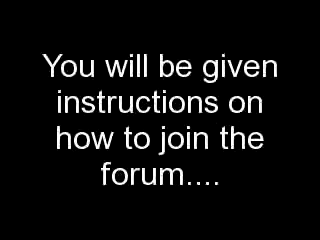 You will be given
instructions on
how to join the
forum....